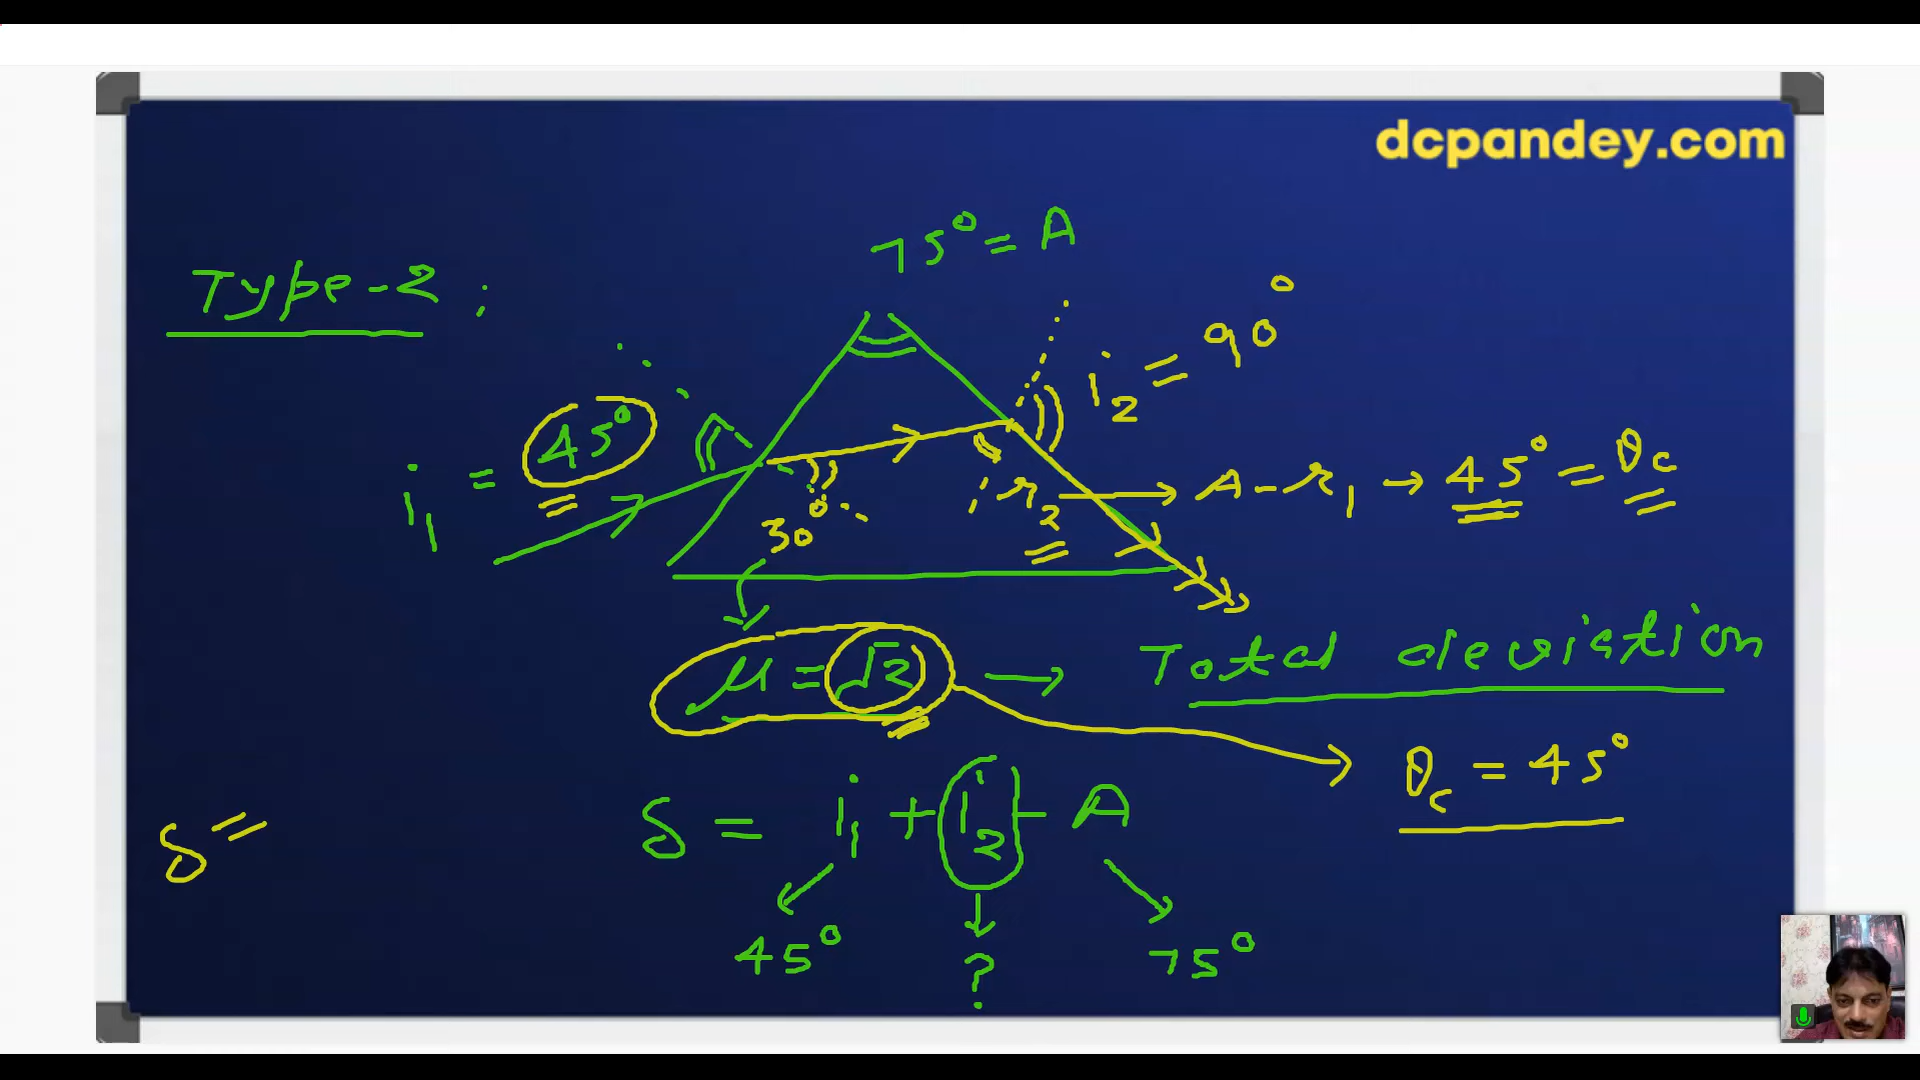 dcpandey.com
75° = A
Type-2 ;
i₂ = 90°
i₁ = 45°
30°
r₂ → A - r₁ → 45° = θc
μ = √2 → Total deviation
θc = 45°
δ = i₁ + i₂ - A
δ =
45°
?
75°